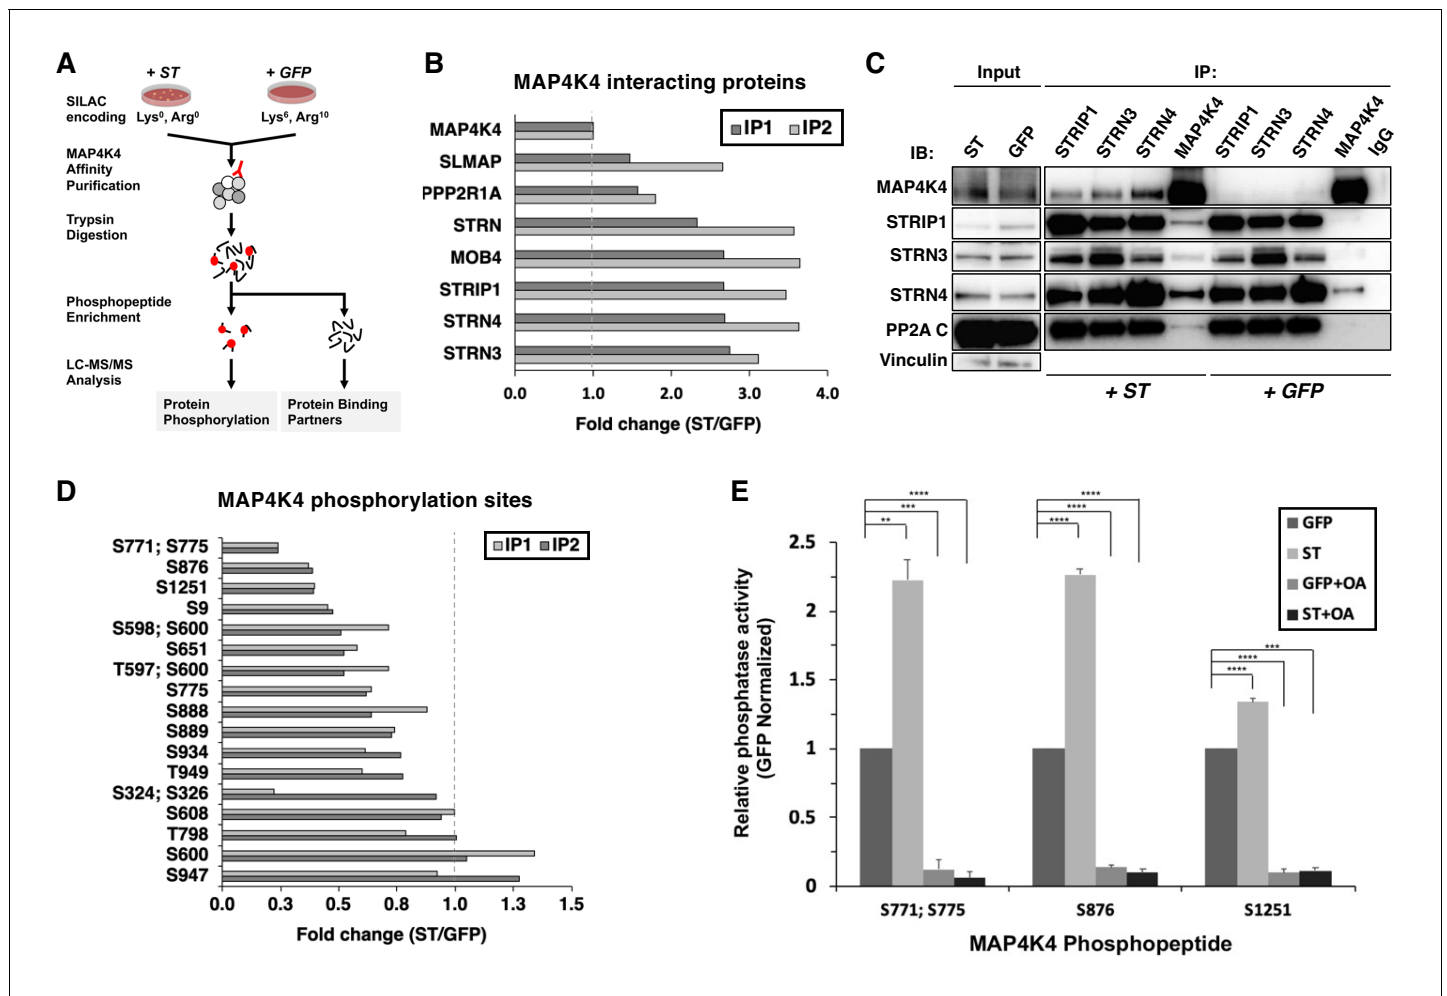 A
+ ST
+ GFP
SILAC
encoding
Lys0, Arg0
Lys6, Arg10
MAP4K4
Affinity
Purification
Trypsin
Digestion
Phosphopeptide
Enrichment
LC-MS/MS
Analysis
Protein
Phosphorylation
Protein Binding
Partners
B
MAP4K4 interacting proteins
IP1 IP2
MAP4K4
SLMAP
PPP2R1A
STRN
MOB4
STRIP1
STRN4
STRN3
0.0 1.0 2.0 3.0 4.0
Fold change (ST/GFP)
C
Input
IP:
IB:
ST
GFP
STRIP1
STRN3
STRN4
MAP4K4
STRIP1
STRN3
STRN4
MAP4K4
IgG
MAP4K4
STRIP1
STRN3
STRN4
PP2A C
Vinculin
+ ST
+ GFP
D
MAP4K4 phosphorylation sites
IP1 IP2
S771; S775
S876
S1251
S9
S598; S600
S651
T597; S600
S775
S888
S889
S934
T949
S324; S326
S608
T798
S600
S947
0.0 0.3 0.5 0.8 1.0 1.3 1.5
Fold change (ST/GFP)
E
****
***
**
****
****
****
***
****
****
GFP
ST
GFP+OA
ST+OA
Relative phosphatase activity
(GFP Normalized)
2.5
2
1.5
1
0.5
0
S771; S775
S876
S1251
MAP4K4 Phosphopeptide